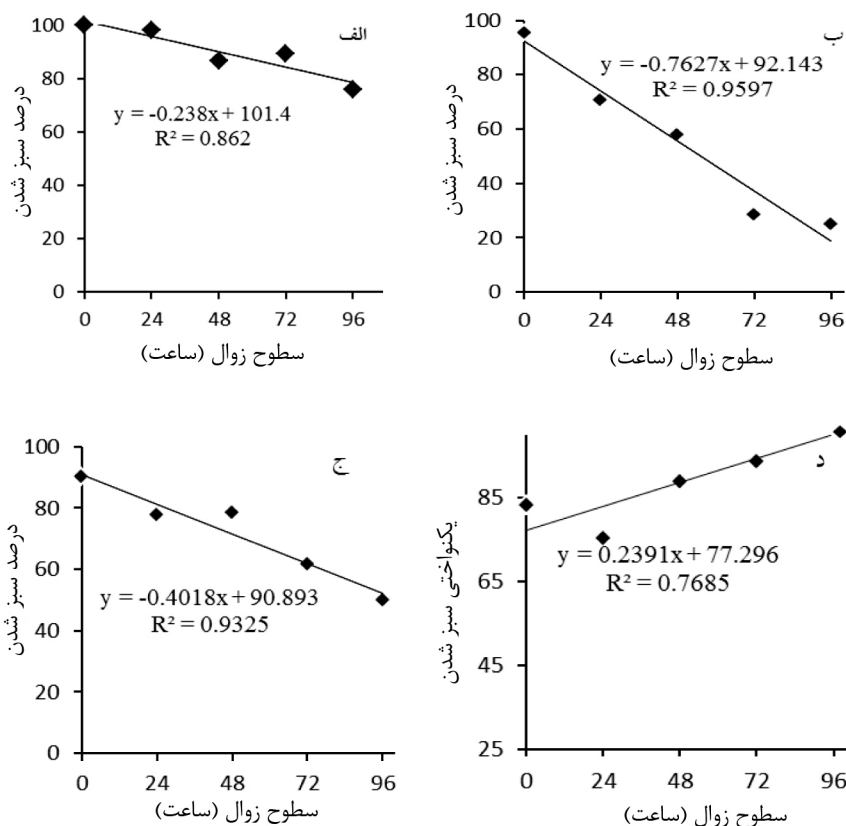 الف
100
80
60
40
20
0
درصد سبز شدن
y = -0.238x + 101.4
R² = 0.862
0 24 48 72 96
سطوح زوال (ساعت)
ب
100
80
60
40
20
0
درصد سبز شدن
y = -0.7627x + 92.143
R² = 0.9597
0 24 48 72 96
سطوح زوال (ساعت)
ج
100
80
60
40
20
0
درصد سبز شدن
y = -0.4018x + 90.893
R² = 0.9325
0 24 48 72 96
سطوح زوال (ساعت)
د
85
65
45
25
یکنواختی سبز شدن
y = 0.2391x + 77.296
R² = 0.7685
0 24 48 72 96
سطوح زوال (ساعت)